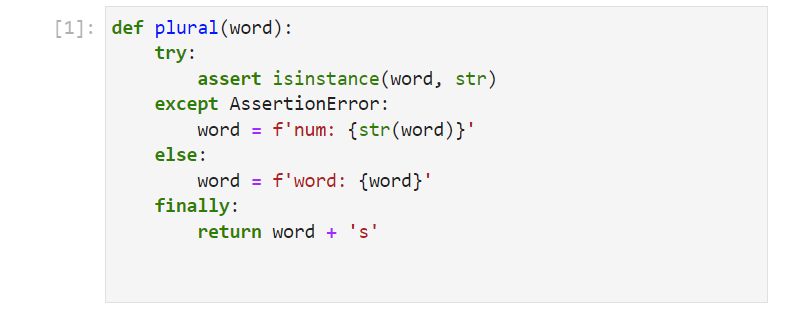 [1]: def plural(word):
    try:
        assert isinstance(word, str)
    except AssertionError:
        word = f'num: {str(word)}'
    else:
        word = f'word: {word}'
    finally:
        return word + 's'